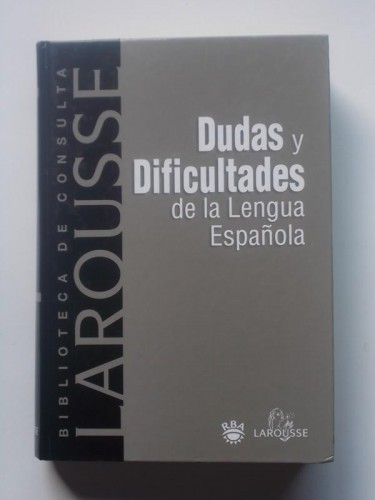 BIBLIOTECA DE CONSULTA
LAROUSSE
Dudas y
Dificultades
de la Lengua
Española
RBA
LAROUSSE